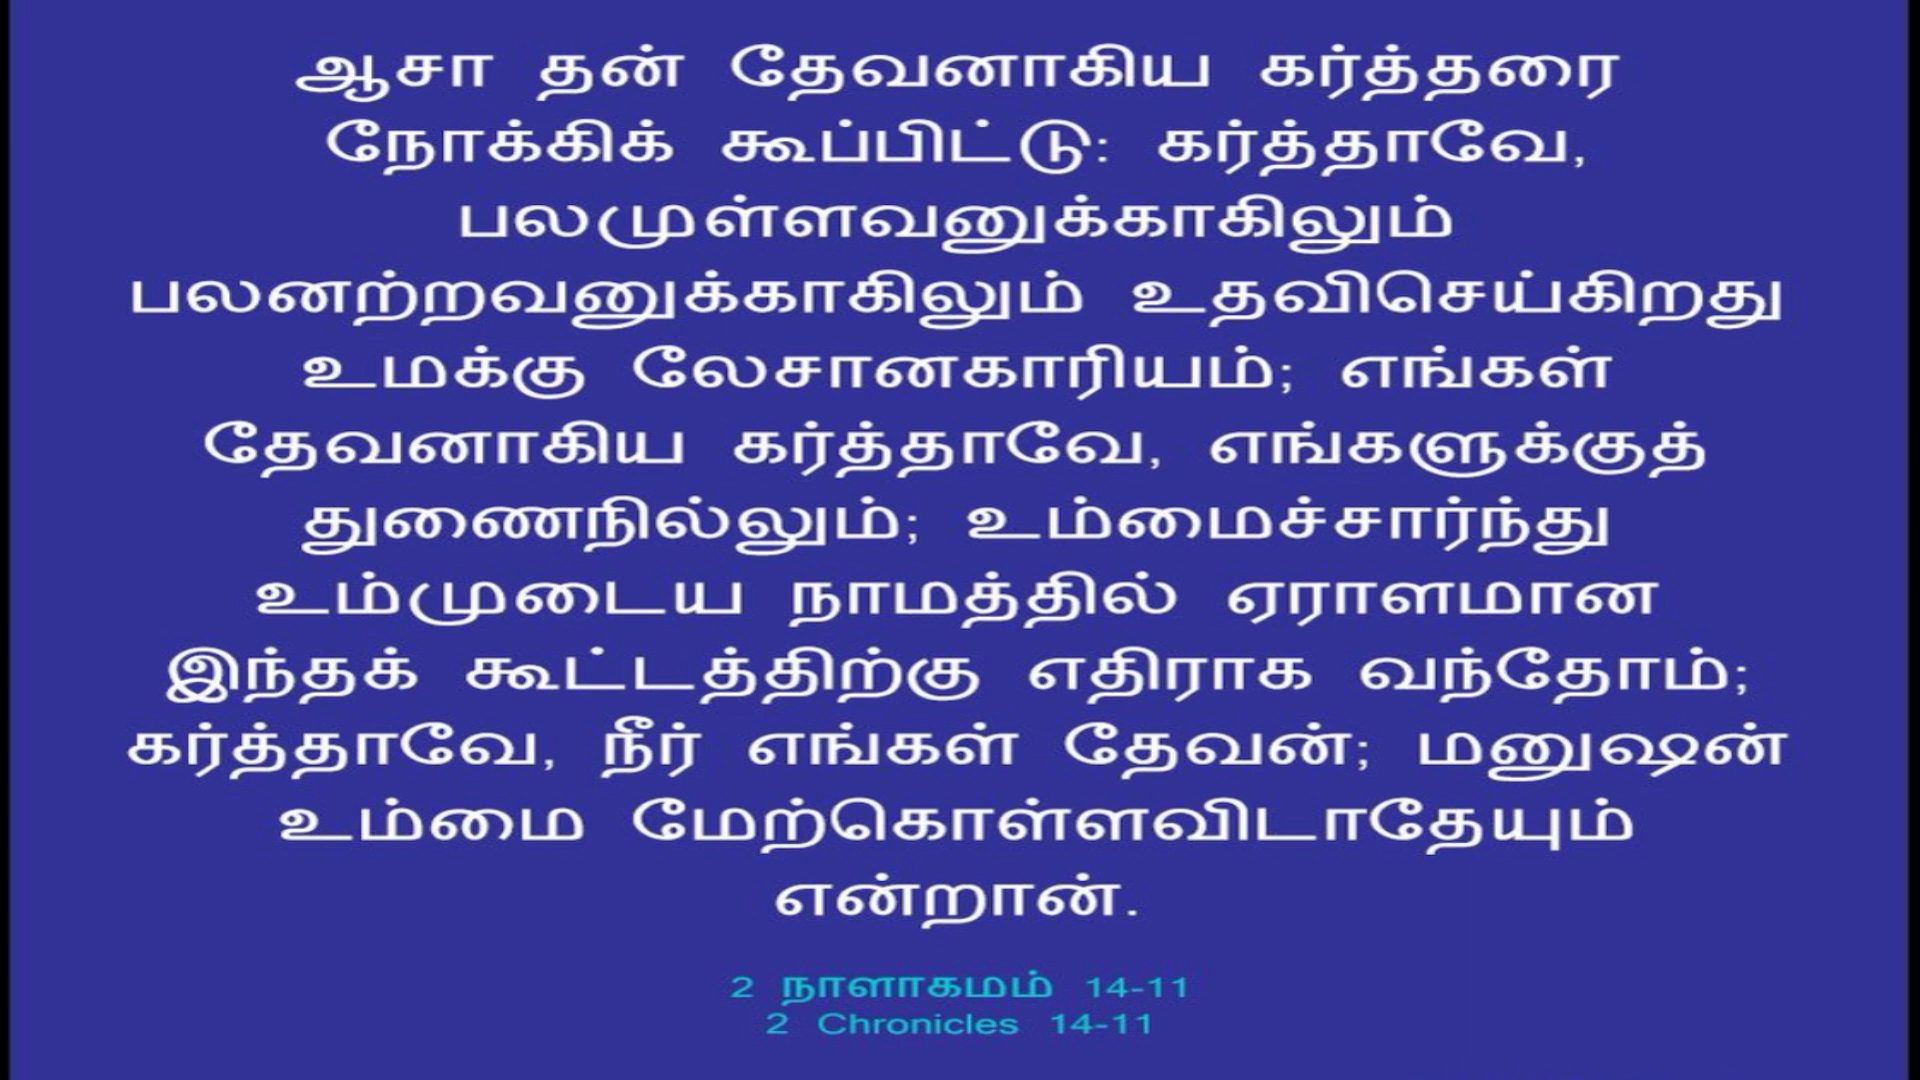 ஆசா தன் தேவனாகிய கர்த்தரை
நோக்கிக் கூப்பிட்டு: கர்த்தாவே,
பலமுள்ளவனுக்காகிலும்
பலனற்றவனுக்காகிலும் உதவிசெய்கிறது
உமக்கு லேசானகாரியம்; எங்கள்
தேவனாகிய கர்த்தாவே, எங்களுக்குத்
துணைநில்லும்; உம்மைச்சார்ந்து
உம்முடைய நாமத்தில் ஏராளமான
இந்தக் கூட்டத்திற்கு எதிராக வந்தோம்;
கர்த்தாவே, நீர் எங்கள் தேவன்; மனுஷன்
உம்மை மேற்கொள்ளவிடாதேயும்
என்றான்.
2 நாளாகமம் 14-11
2 Chronicles 14-11